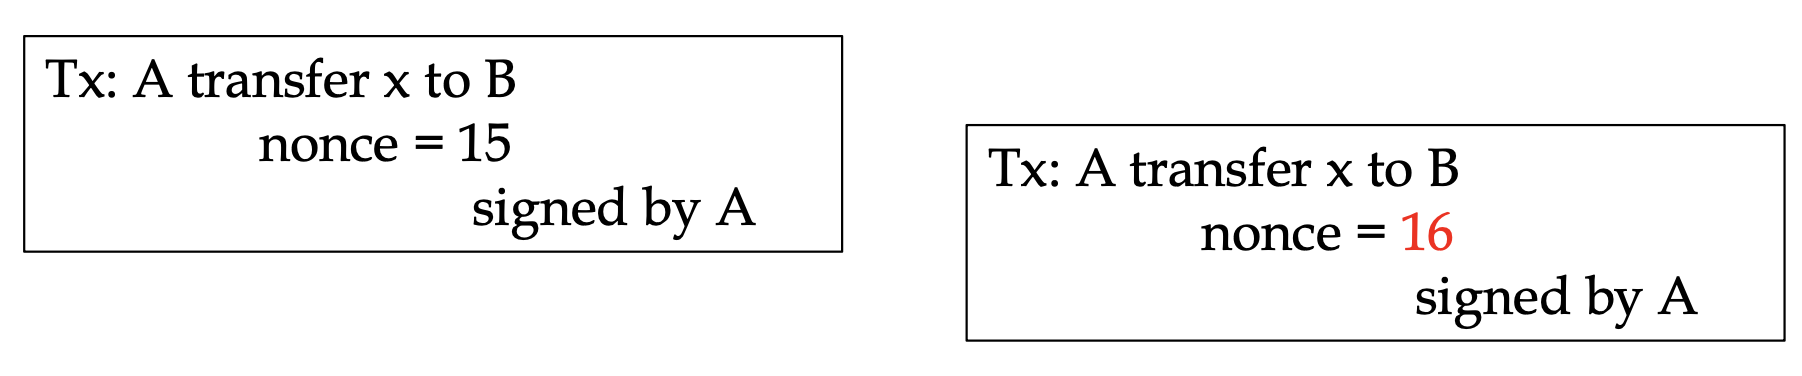 Tx: A transfer x to B
nonce = 15
signed by A
Tx: A transfer x to B
nonce = 16
signed by A